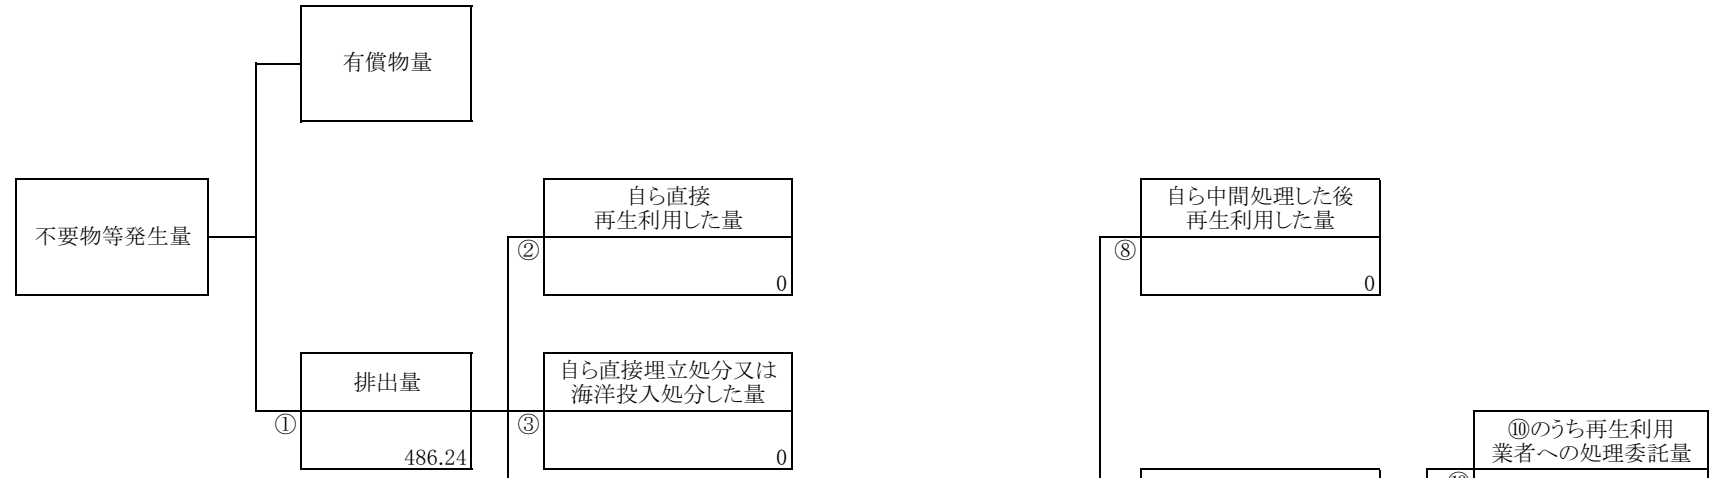 有償物量
不要物等発生量
自ら直接
再生利用した量
②
0
自ら中間処理した後
再生利用した量
⑧
0
排出量
①
486.24
自ら直接埋立処分又は
海洋投入処分した量
③
0
⑩のうち再生利用
業者への処理委託量